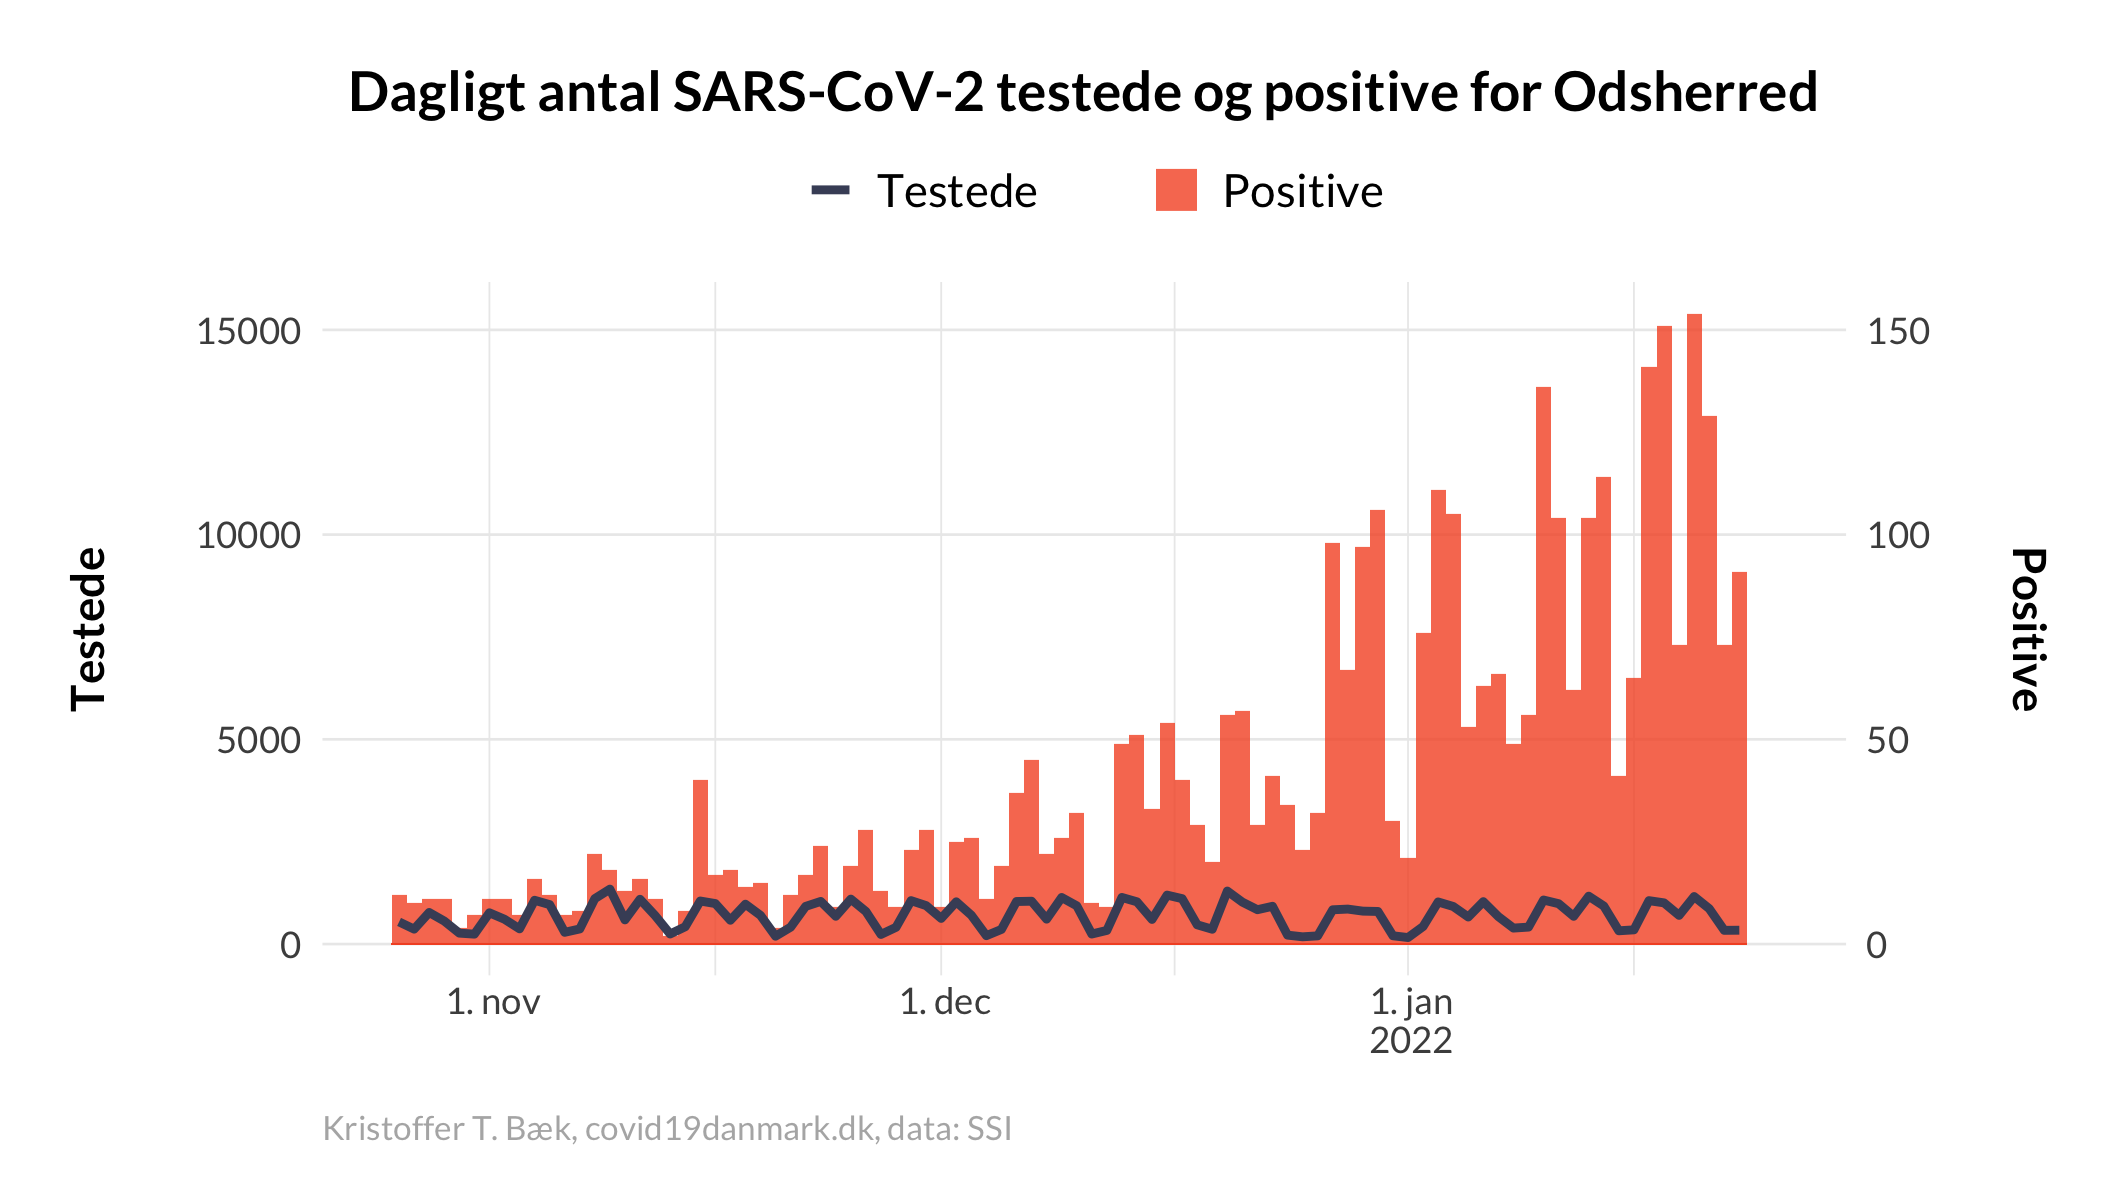 Dagligt antal SARS-CoV-2 testede og positive for Odsherred
Testede
Positive
15000
10000
5000
0
Testede
150
100
50
0
Positive
1. nov
1. dec
1. jan
2022
Kristoffer T. Bæk, covid19danmark.dk, data: SSI